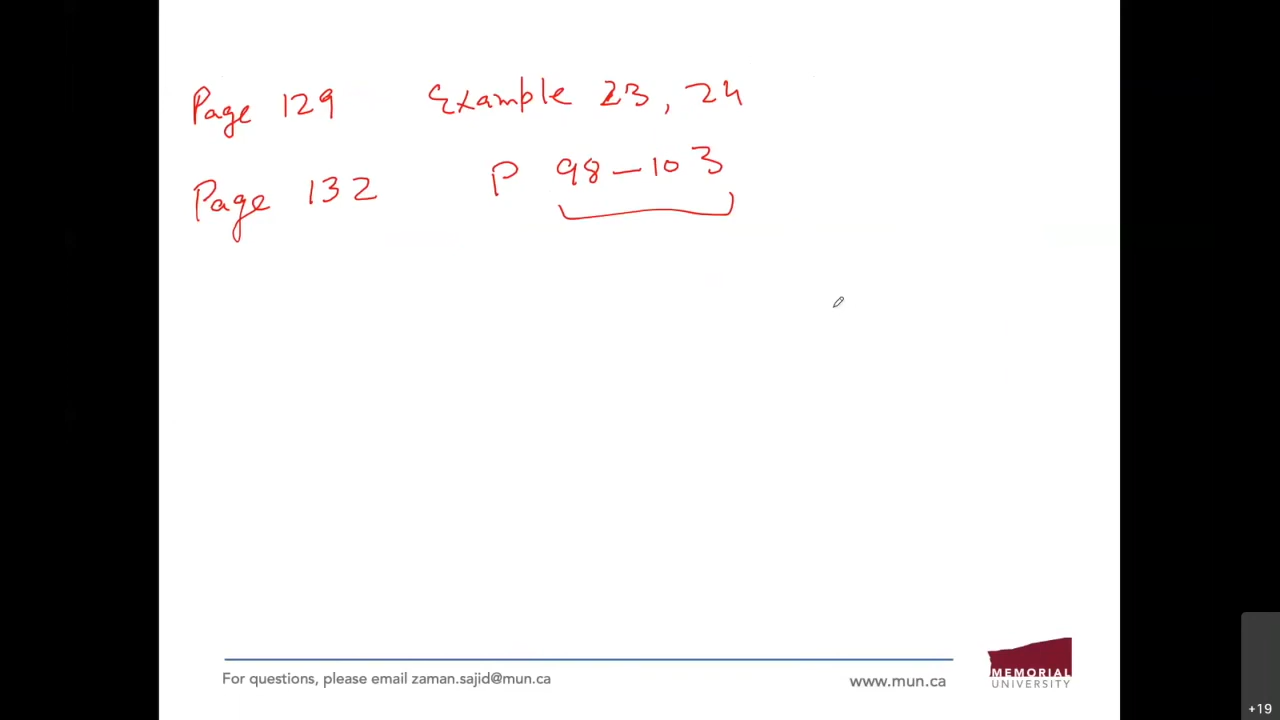 Page 129 Example 23, 24
Page 132 P 98-103
For questions, please email zaman.sajid@mun.ca
www.mun.ca
MEMORIAL
UNIVERSITY
+19